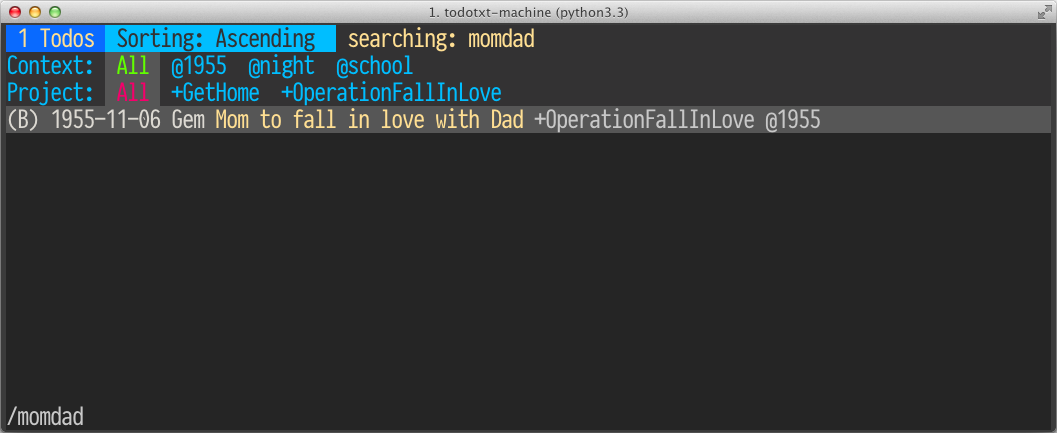 1. todotxt-machine (python3.3)
1 Todos Sorting: Ascending searching: momdad
Context: All @1955 @night @school
Project: All +GetHome +OperationFallInLove
(B) 1955-11-06 Gem Mom to fall in love with Dad +OperationFallInLove @1955
/momdad